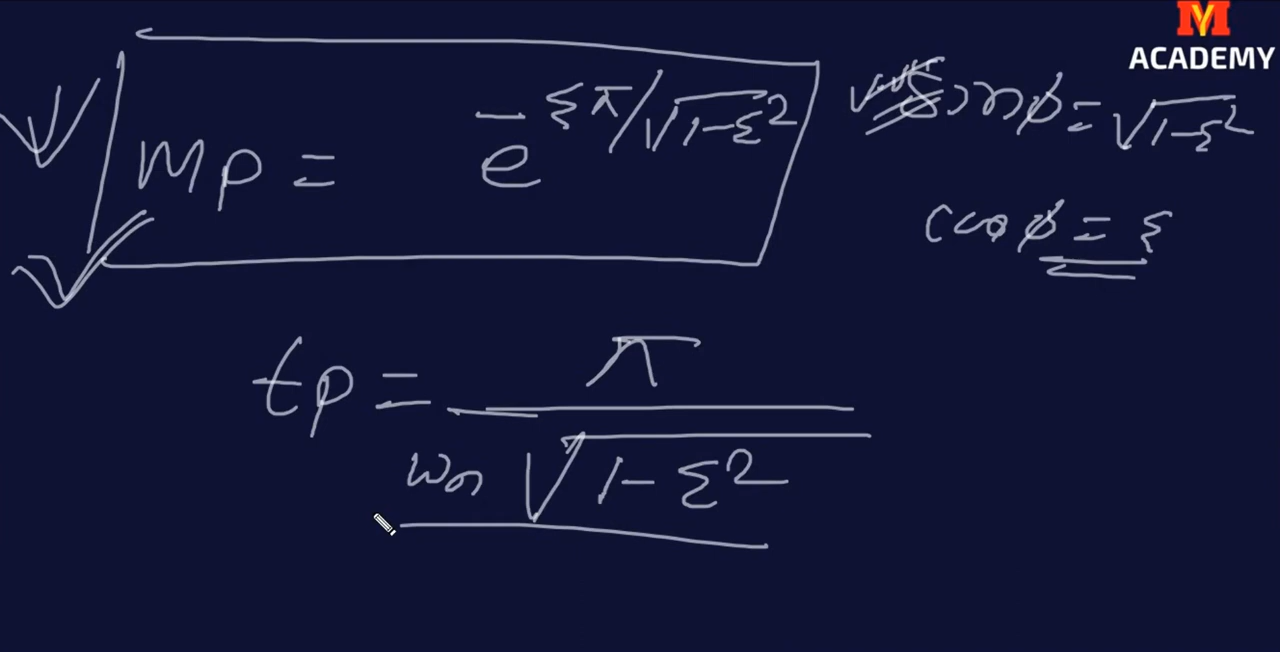 M
ACADEMY
Mp = e^{-ξπ/√(1-ξ²)}
sinφ = √(1-ξ²)
cosφ = ξ
tp = π / (ωn √(1-ξ²))